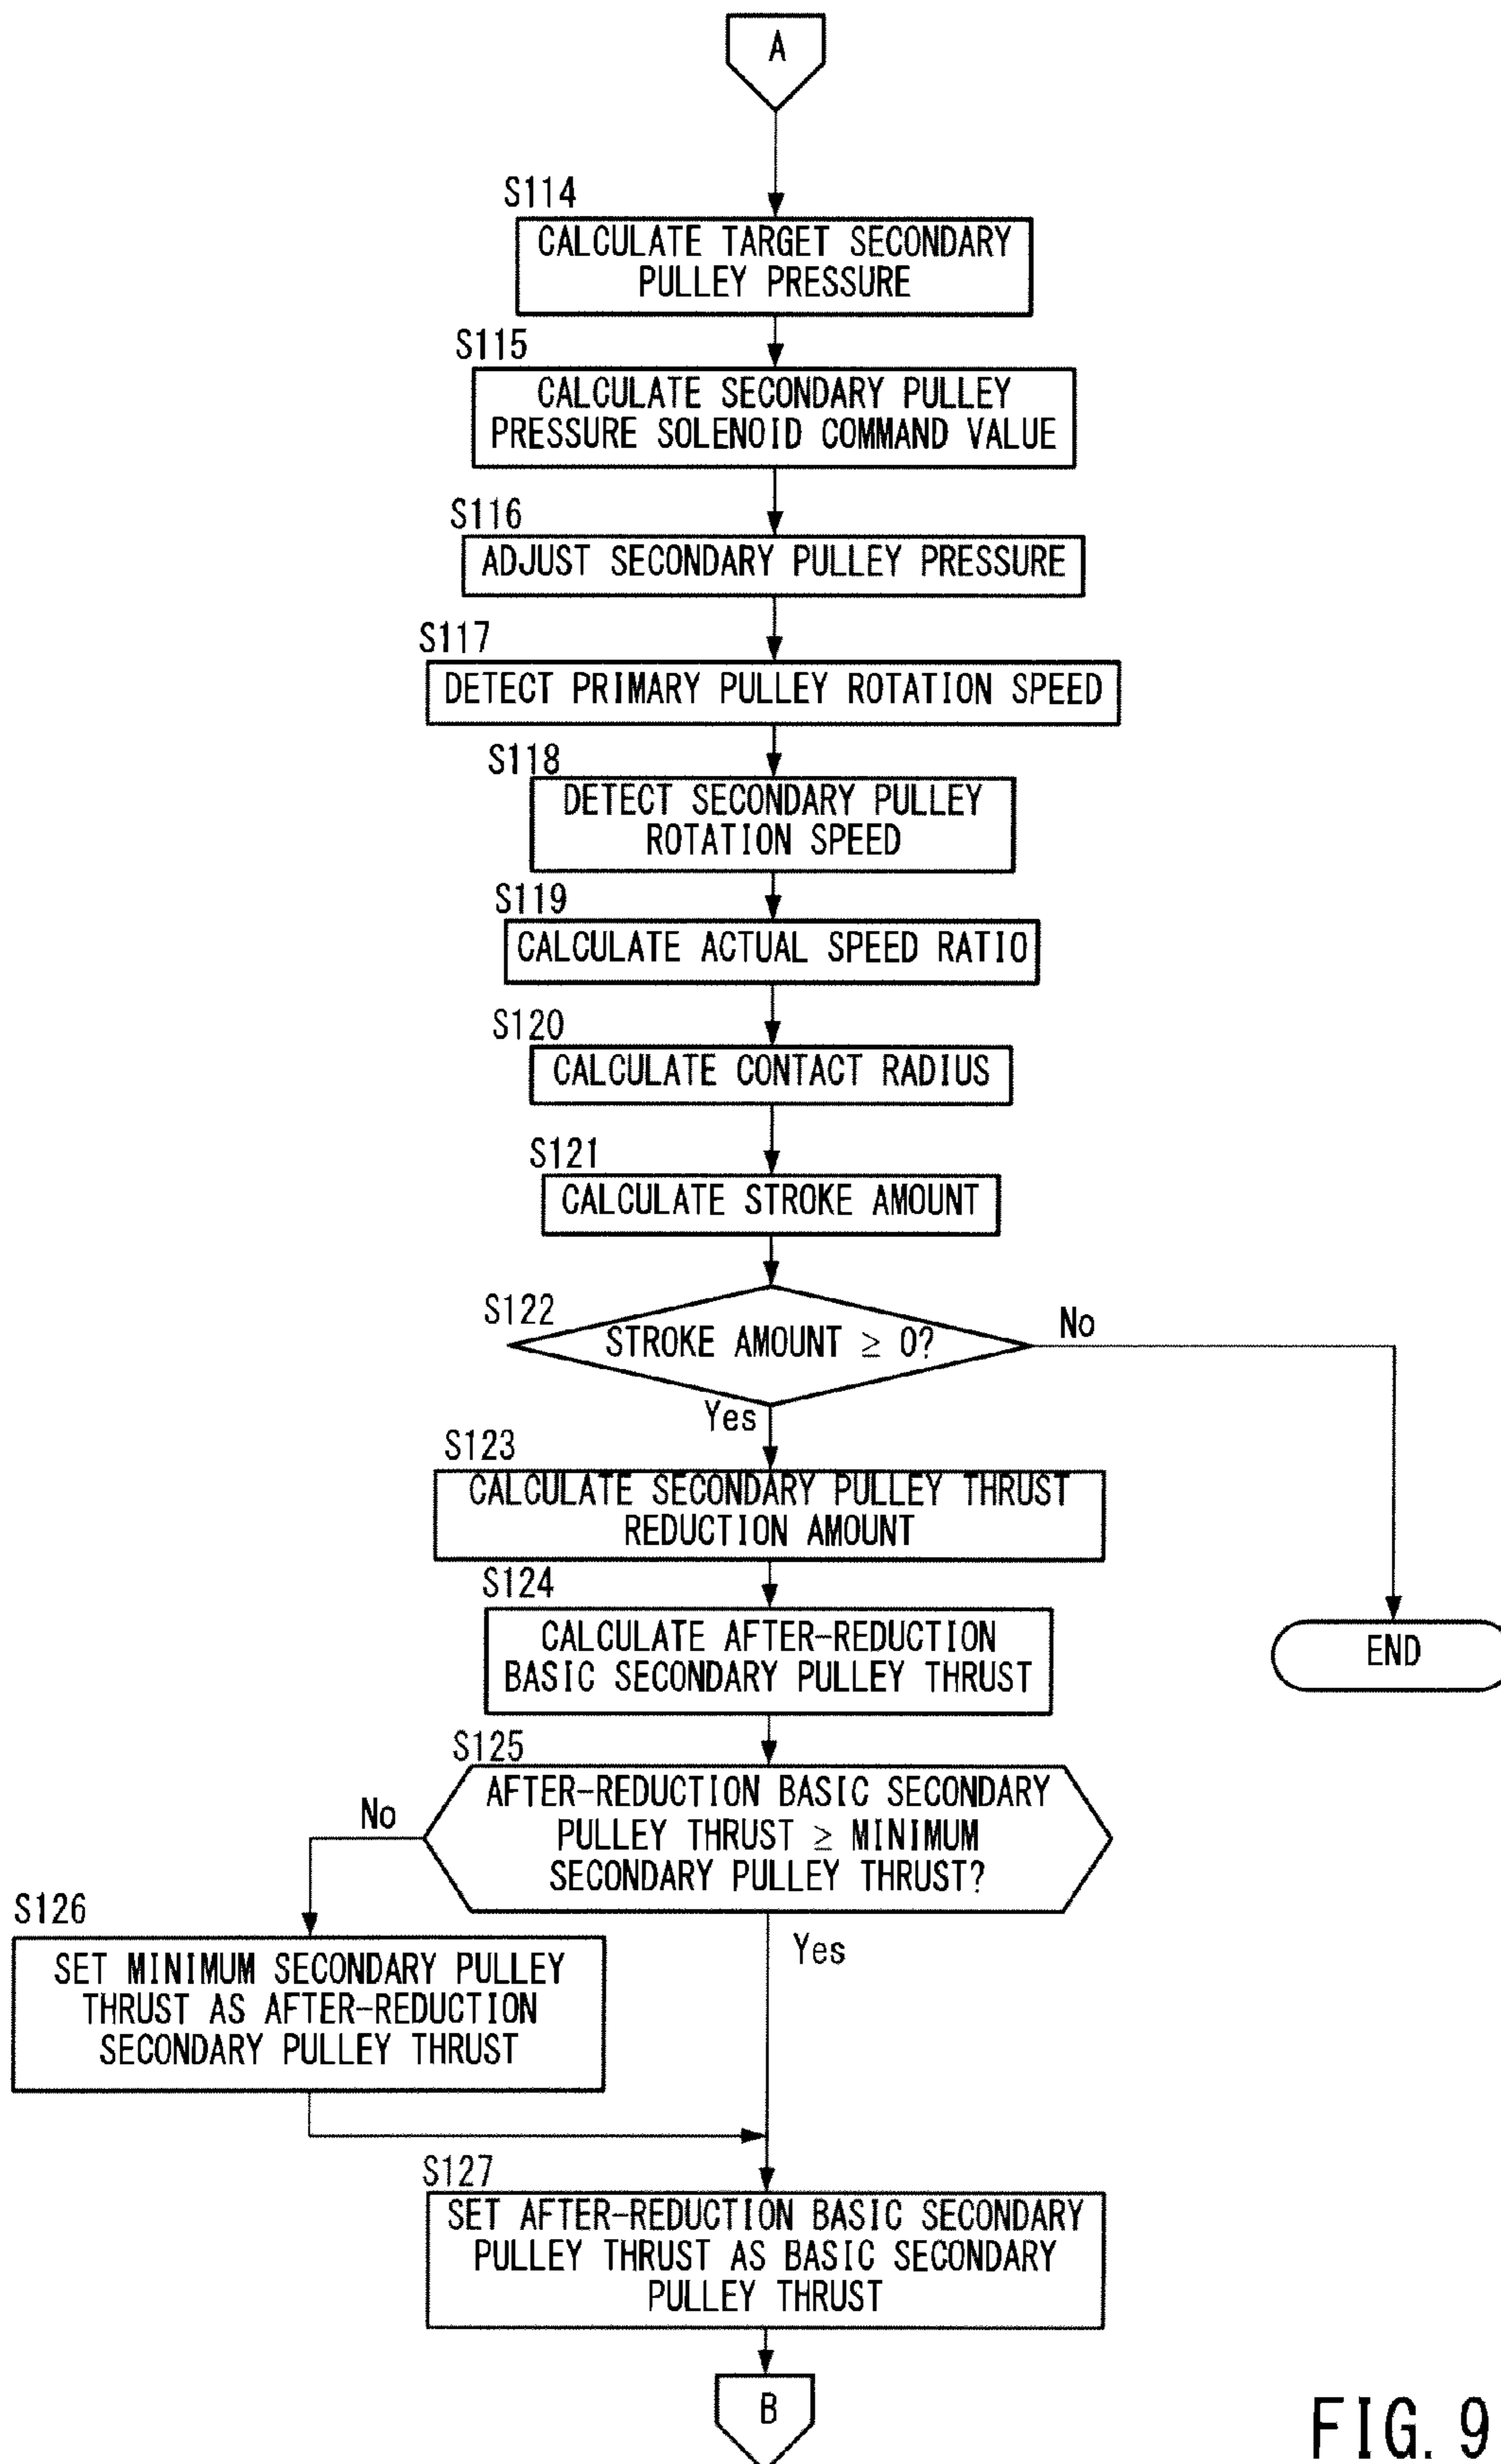 A
S114
CALCULATE TARGET SECONDARY
PULLEY PRESSURE
S115
CALCULATE SECONDARY PULLEY
PRESSURE SOLENOID COMMAND VALUE
S116
ADJUST SECONDARY PULLEY PRESSURE
S117
DETECT PRIMARY PULLEY ROTATION SPEED
S118
DETECT SECONDARY PULLEY
ROTATION SPEED
S119
CALCULATE ACTUAL SPEED RATIO
S120
CALCULATE CONTACT RADIUS
S121
CALCULATE STROKE AMOUNT
S122
STROKE AMOUNT ≥ 0?
No
Yes
S123
CALCULATE SECONDARY PULLEY THRUST
REDUCTION AMOUNT
S124
CALCULATE AFTER-REDUCTION
BASIC SECONDARY PULLEY THRUST
END
S125
AFTER-REDUCTION BASIC SECONDARY
PULLEY THRUST ≥ MINIMUM
SECONDARY PULLEY THRUST?
No
Yes
S126
SET MINIMUM SECONDARY PULLEY
THRUST AS AFTER-REDUCTION
SECONDARY PULLEY THRUST
S127
SET AFTER-REDUCTION BASIC SECONDARY
PULLEY THRUST AS BASIC SECONDARY
PULLEY THRUST
B
FIG. 9